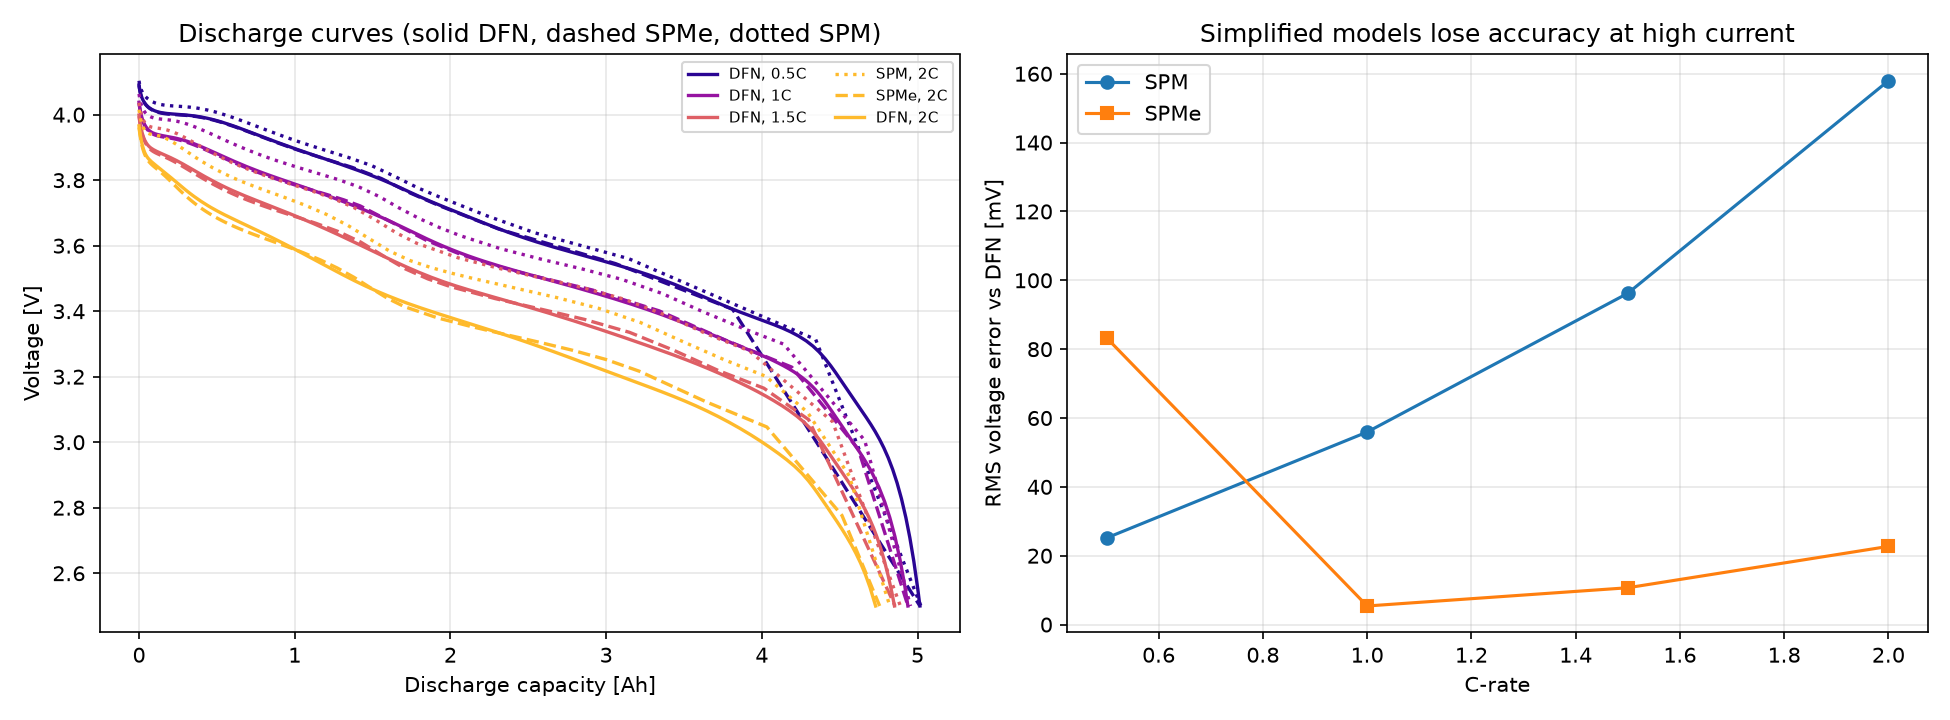 Discharge curves (solid DFN, dashed SPMe, dotted SPM)
Voltage [V]
4.0
3.8
3.6
3.4
3.2
3.0
2.8
2.6
DFN, 0.5C
DFN, 1C
DFN, 1.5C
SPM, 2C
SPMe, 2C
DFN, 2C
0 1 2 3 4 5
Discharge capacity [Ah]
Simplified models lose accuracy at high current
RMS voltage error vs DFN [mV]
160
140
120
100
80
60
40
20
0
SPM
SPMe
0.6 0.8 1.0 1.2 1.4 1.6 1.8 2.0
C-rate